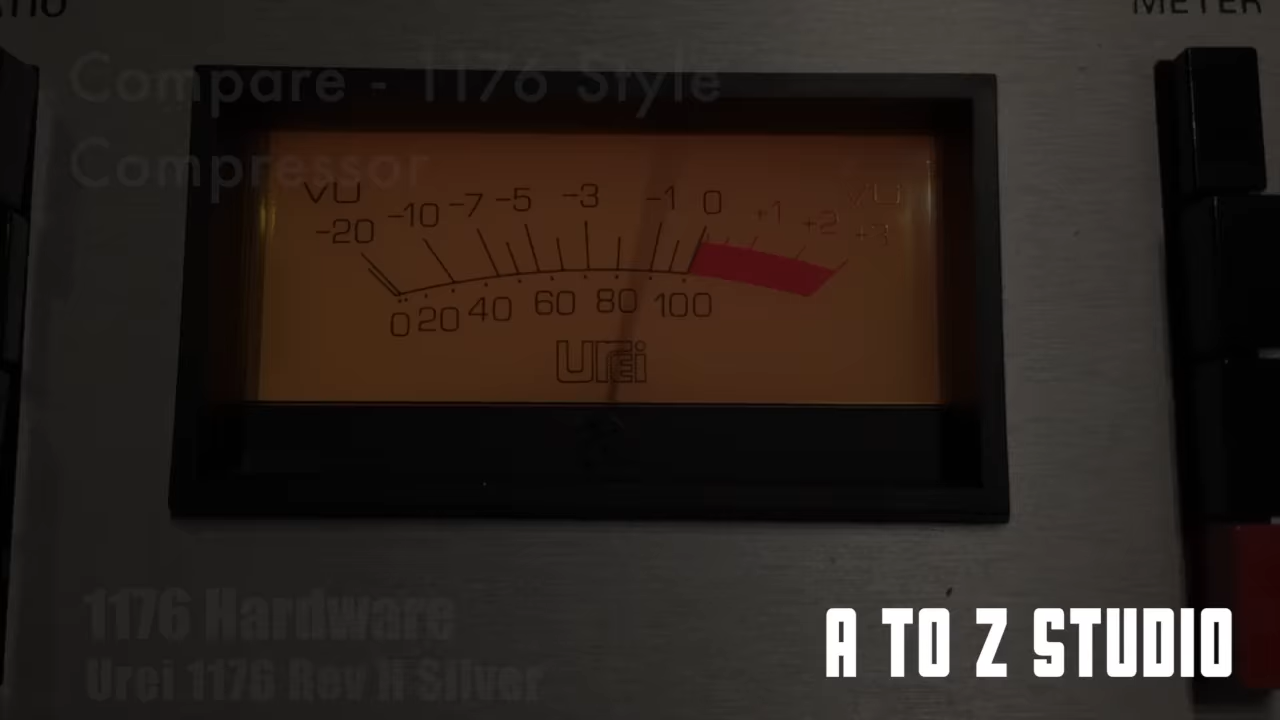 METER
Compare - 1176 Style
Compressor
VU
VU
-20 -10 -7 -5 -3 -1 0 +1 +2 +3
0 20 40 60 80 100
Urei
1176 Hardware
Urei 1176 Rev H Silver
A TO Z STUDIO